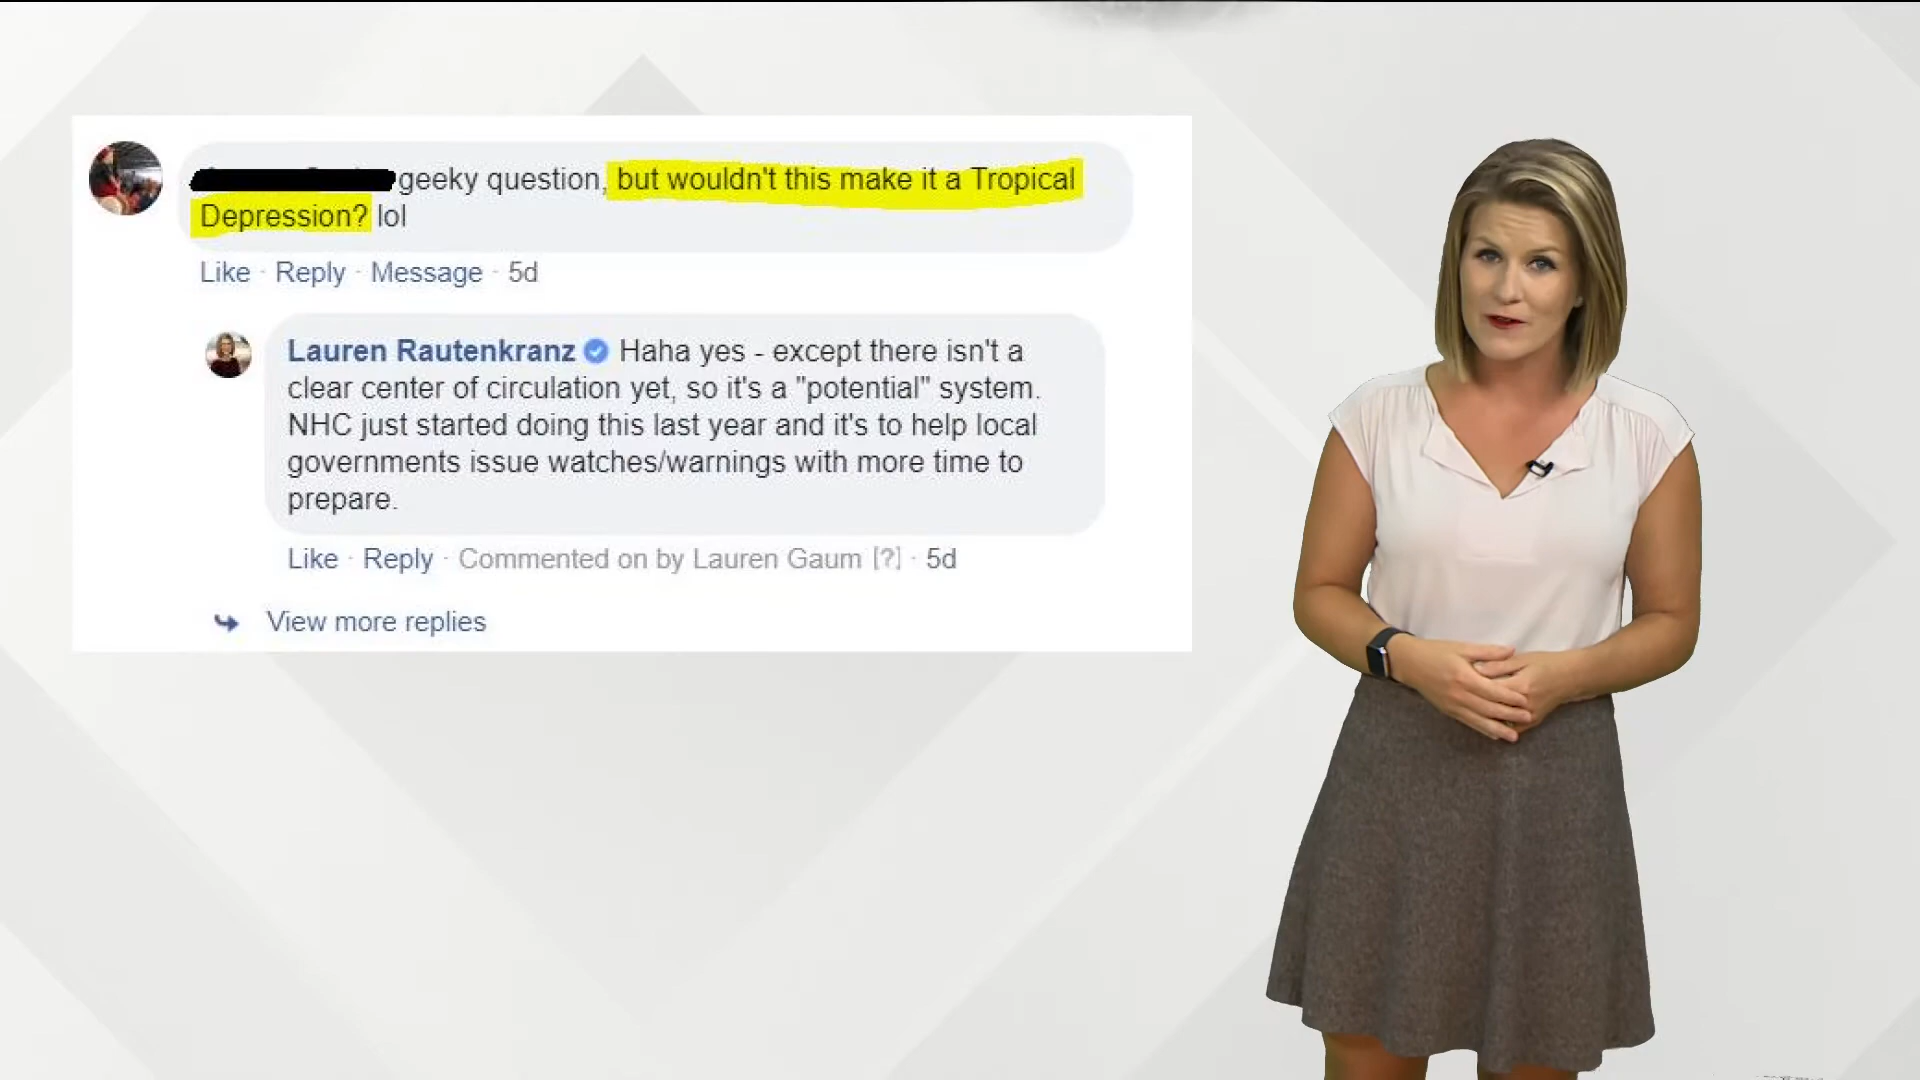 geeky question, but wouldn't this make it a Tropical
Depression? lol
Like · Reply · Message · 5d
Lauren Rautenkranz Haha yes - except there isn't a
clear center of circulation yet, so it's a "potential" system.
NHC just started doing this last year and it's to help local
governments issue watches/warnings with more time to
prepare.
Like · Reply · Commented on by Lauren Gaum [?] · 5d
View more replies